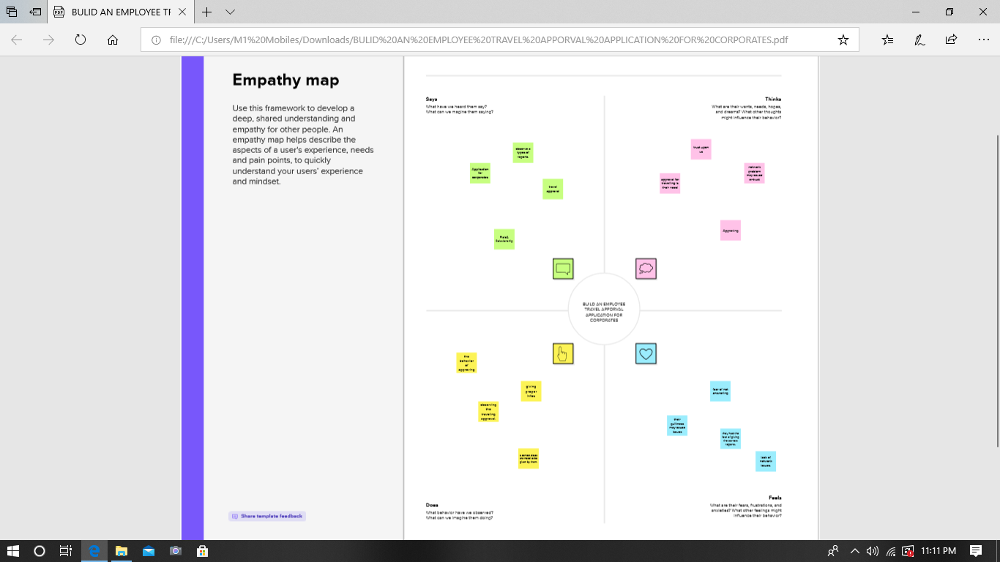 BULID AN EMPLOYEE TF
file:///C:/Users/M1%20Mobiles/Downloads/BULID%20AN%20EMPLOYEE%20TRAVEL%20APPORVAL%20APPLICATION%20FOR%20CORPORATES.pdf
Empathy map
Use this framework to develop a
deep, shared understanding and
empathy for other people. An
empathy map helps describe the
aspects of a user's experience, needs
and pain points, to quickly
understand your users' experience
and mindset.
Share template feedback
Says
What have we heard them say?
What can we imagine them saying?
Thinks
What are their wants, needs, hopes,
and dreams? What other thoughts
might influence their behavior?
observe a
types of
regards.
Application
for
corporates
travel
approval
Field,
Salesforce
trust upon
us
network
problem
may cause
approval for
travelling is
their need
Approving
BUILD AN EMPLOYEE
TRAVEL APPORVAL
APPLICATION FOR
CORPORATES
the
behavior
of
approving
giving
proper
infos
observing
the
traveling
approval.
given by them.
fear of not
answering
their
guiltiness
may cause
issues
they had the
fear of giving
the correct
lack of
network
issues.
Does
What behavior have we observed?
What can we imagine them doing?
Feels
What are their fears, frustrations, and
anxieties? What other feelings might
influence their behavior?
11:11 PM